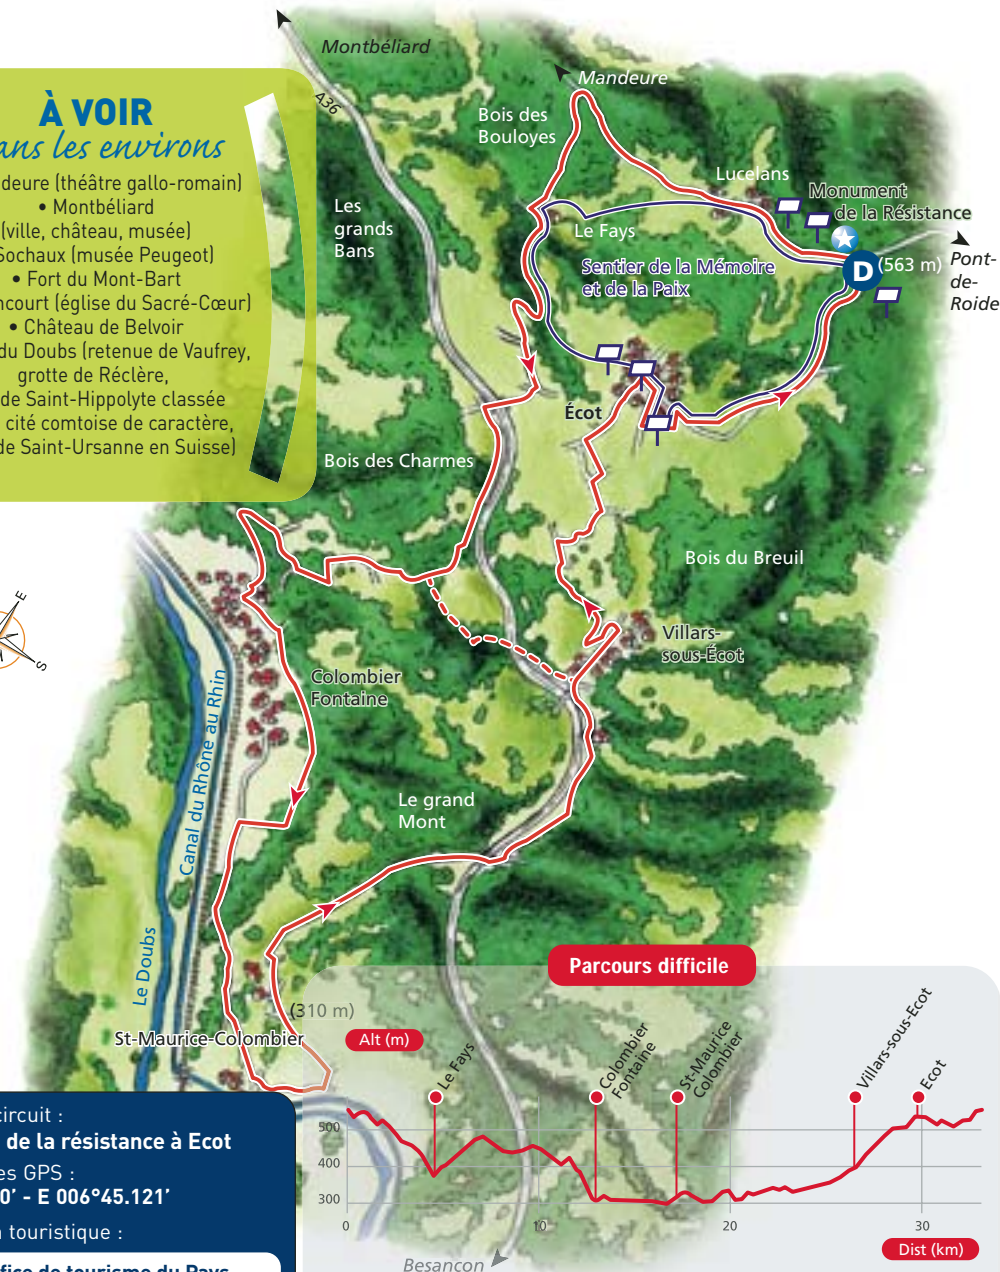 Montbéliard
436
Mandeure
Bois des
Bouloyes
À VOIR
dans les environs
deure (théâtre gallo-romain)
• Montbéliard
(ville, château, musée)
Sochaux (musée Peugeot)
• Fort du Mont-Bart
ncourt (église du Sacré-Cœur)
• Château de Belvoir
du Doubs (retenue de Vaufrey,
grotte de Réclère,
de Saint-Hippolyte classée
cité comtoise de caractère,
de Saint-Ursanne en Suisse)
Les
grands
Bans
Lucelans
Monument
de la Résistance
Le Fays
Sentier de la Mémoire
et de la Paix
D
(563 m)
Pont-
de-
Roide
Écot
Bois des Charmes
Bois du Breuil
E
S
Villars-
sous-Écot
Colombier
Fontaine
Canal du Rhône au Rhin
Le grand
Mont
Le Doubs
(310 m)
St-Maurice-Colombier
Parcours difficile
Alt (m)
Le Fays
Colombier
Fontaine
St-Maurice
Colombier
Villars-sous-Ecot
Ecot
500
400
300
0
10
20
30
Dist (km)
Besançon
circuit :
de la résistance à Ecot
es GPS :
0’ - E 006°45.121’
touristique :
fice de tourisme du Pays